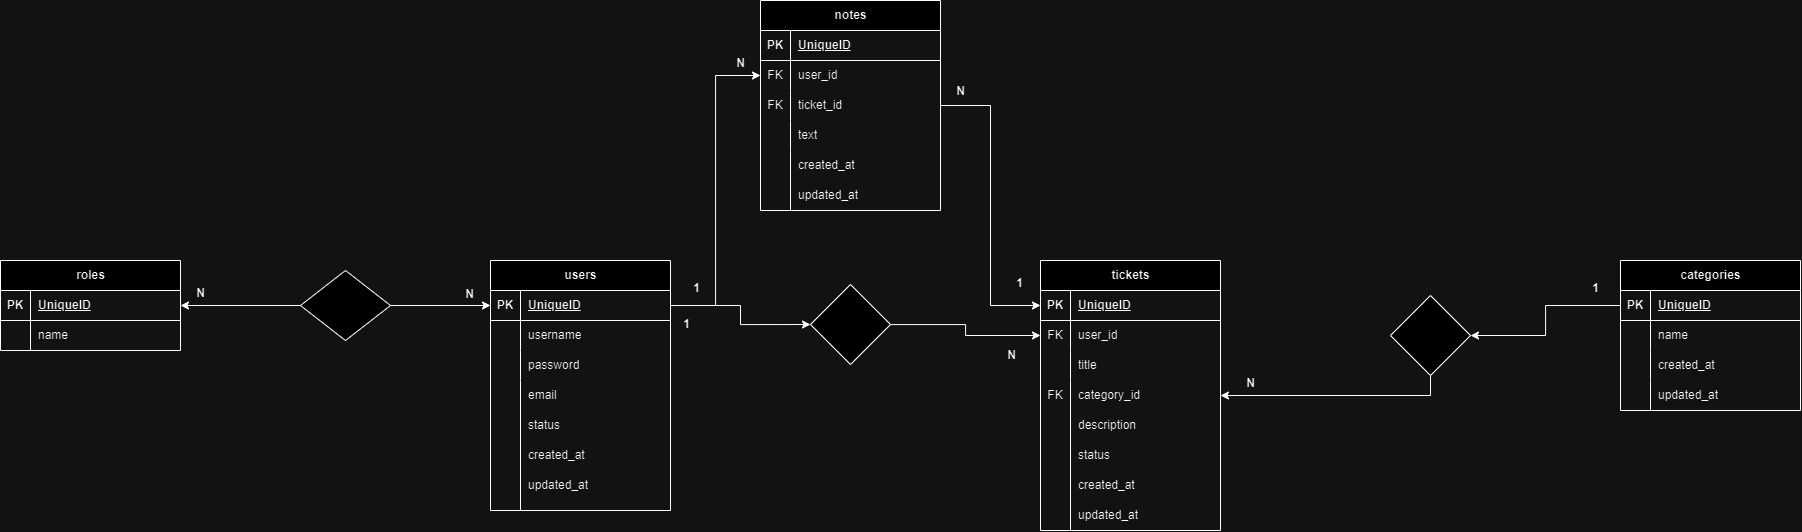 notes
PK UniqueID
FK user_id
FK ticket_id
text
created_at
updated_at
N
N
1
1
1
N
N
N
1
N
roles
PK UniqueID
name
users
PK UniqueID
username
password
email
status
created_at
updated_at
tickets
PK UniqueID
FK user_id
title
FK category_id
description
status
created_at
updated_at
categories
PK UniqueID
name
created_at
updated_at